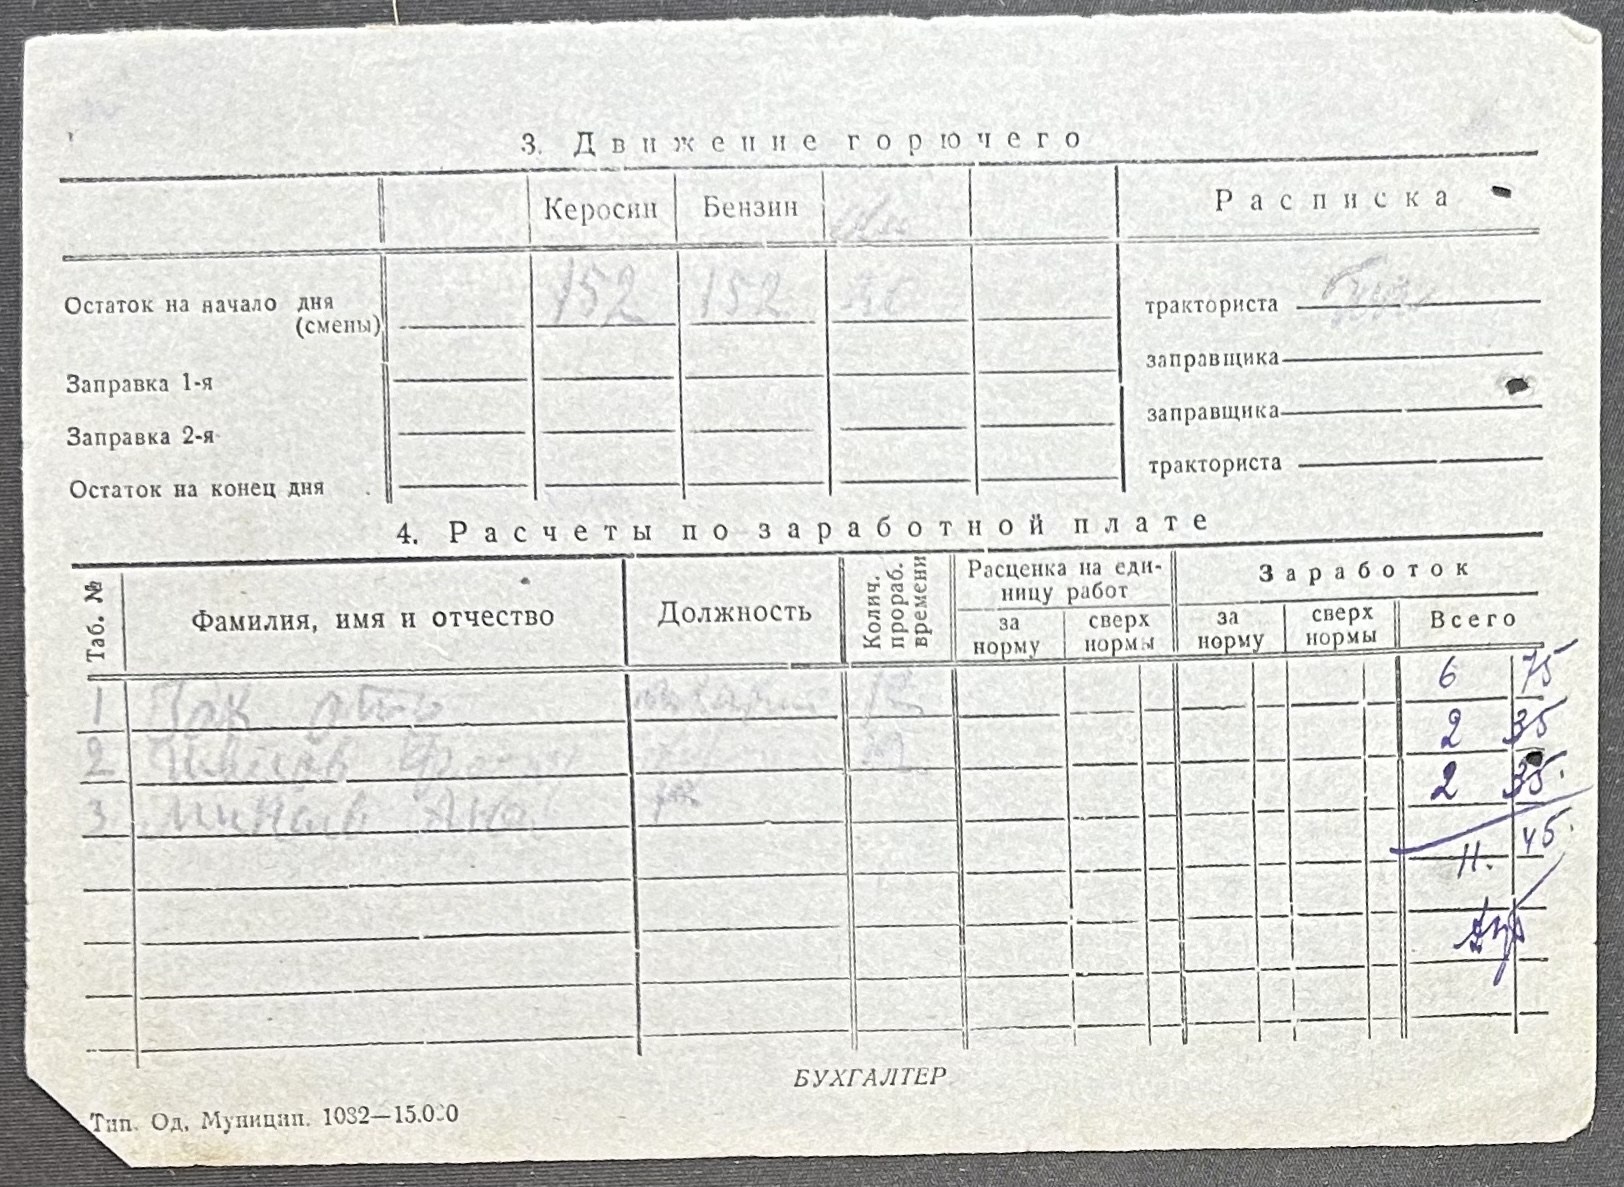 3. Движение горючего
Керосин Бензин Расписка
Остаток на начало дня (смены) 152 152 тракториста
Заправка 1-я заправщика
Заправка 2-я заправщика
Остаток на конец дня тракториста
4. Расчеты по заработной плате
Таб. № Фамилия, имя и отчество Должность Колич. прораб. времени Расценка на еди-ницу работ Заработок
за норму сверх нормы за норму сверх нормы Всего
1 6 75
2 2 35
3 2 35.
11. 45.
БУХГАЛТЕР
Тип. Од. Муницип. 1032—15.000